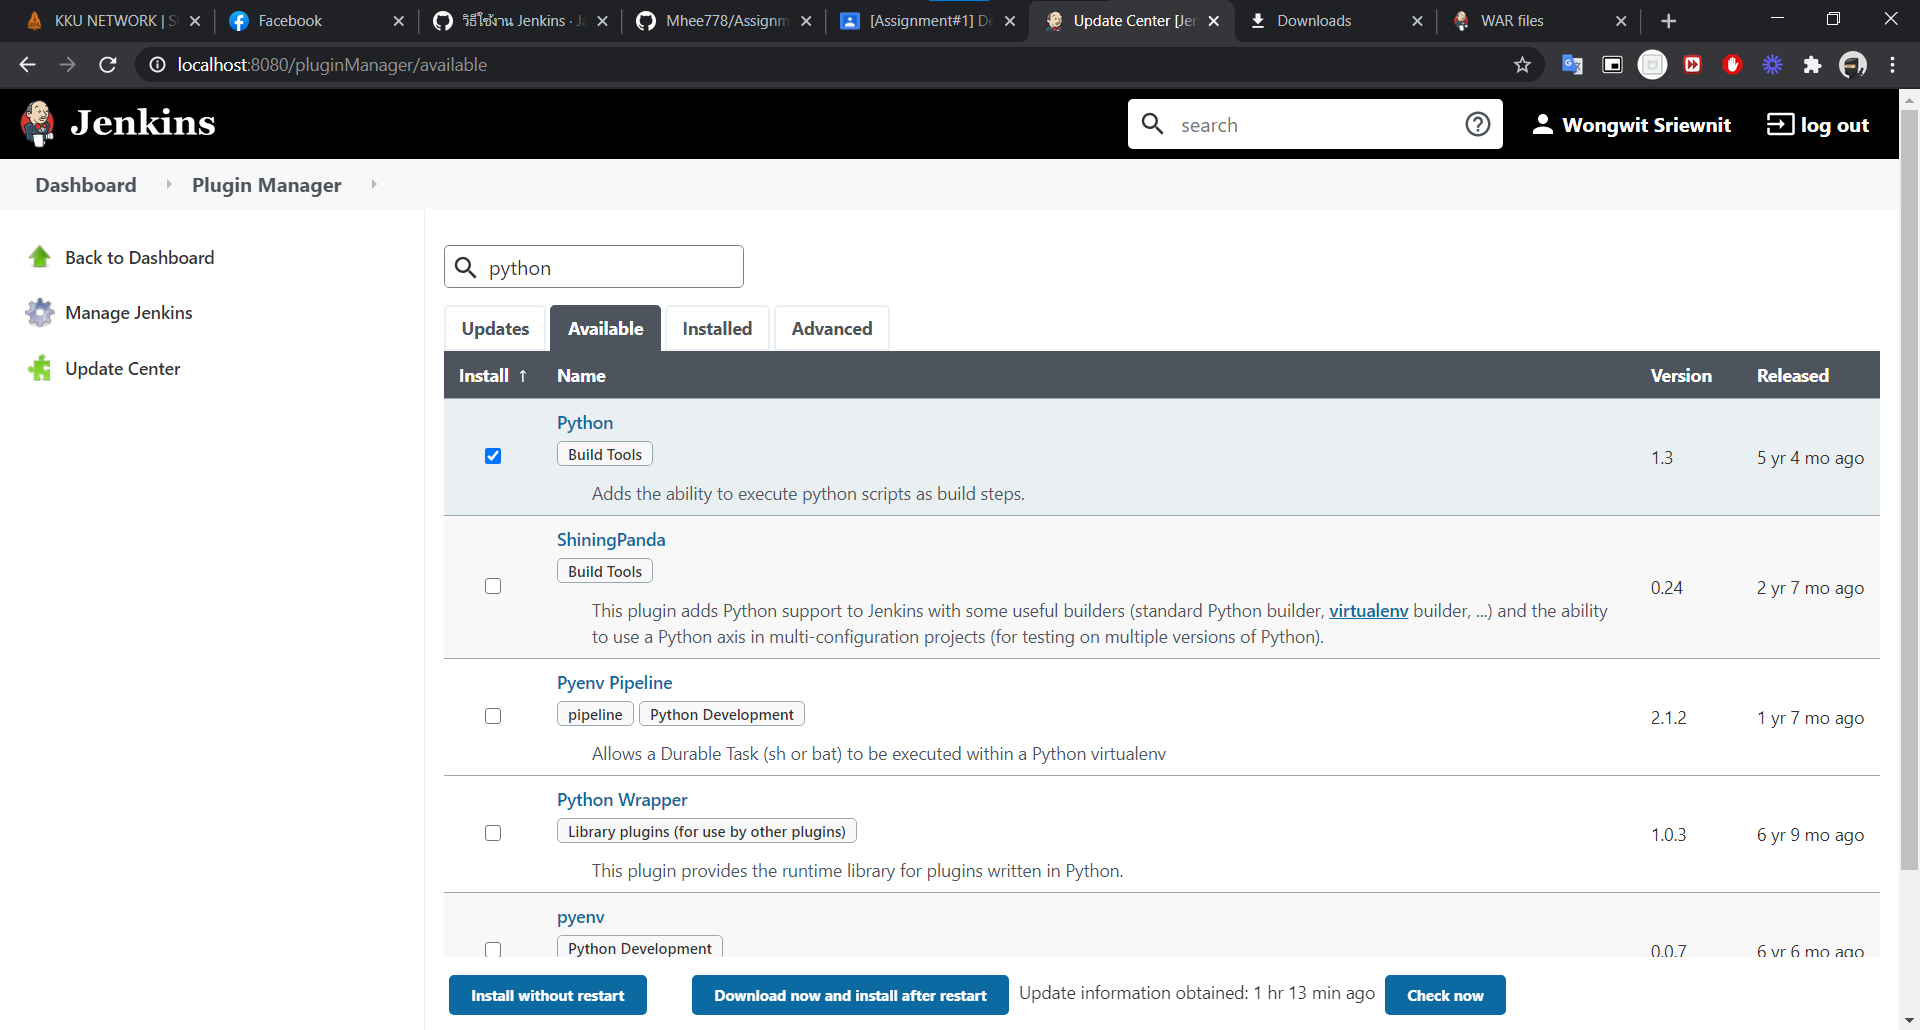 KKU NETWORK | S
Facebook
วิธีใช้งาน Jenkins · Ja
Mhee778/Assignm
[Assignment#1] De
Update Center [Jen
Downloads
WAR files
localhost:8080/pluginManager/available
Jenkins
search
Wongwit Sriewnit
log out
Dashboard
Plugin Manager
Back to Dashboard
Manage Jenkins
Update Center
python
Updates
Available
Installed
Advanced
Install ↑ Name Version Released
Python
Build Tools
Adds the ability to execute python scripts as build steps.
1.3
5 yr 4 mo ago
ShiningPanda
Build Tools
This plugin adds Python support to Jenkins with some useful builders (standard Python builder, virtualenv builder, ...) and the ability
to use a Python axis in multi-configuration projects (for testing on multiple versions of Python).
0.24
2 yr 7 mo ago
Pyenv Pipeline
pipeline Python Development
Allows a Durable Task (sh or bat) to be executed within a Python virtualenv
2.1.2
1 yr 7 mo ago
Python Wrapper
Library plugins (for use by other plugins)
This plugin provides the runtime library for plugins written in Python.
1.0.3
6 yr 9 mo ago
pyenv
Python Development
0.0.7
6 yr 6 mo ago
Install without restart
Download now and install after restart
Update information obtained: 1 hr 13 min ago
Check now